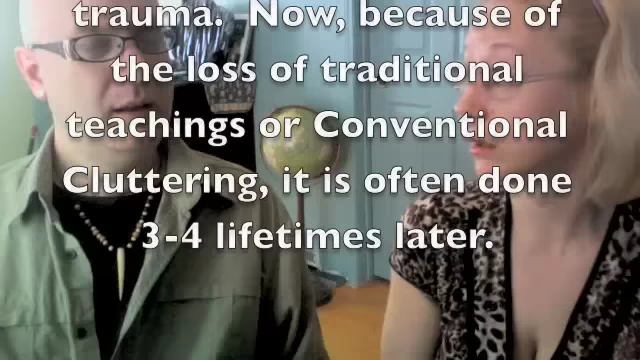 trauma. Now, because of
the loss of traditional
teachings or Conventional
Cluttering, it is often done
3-4 lifetimes later.